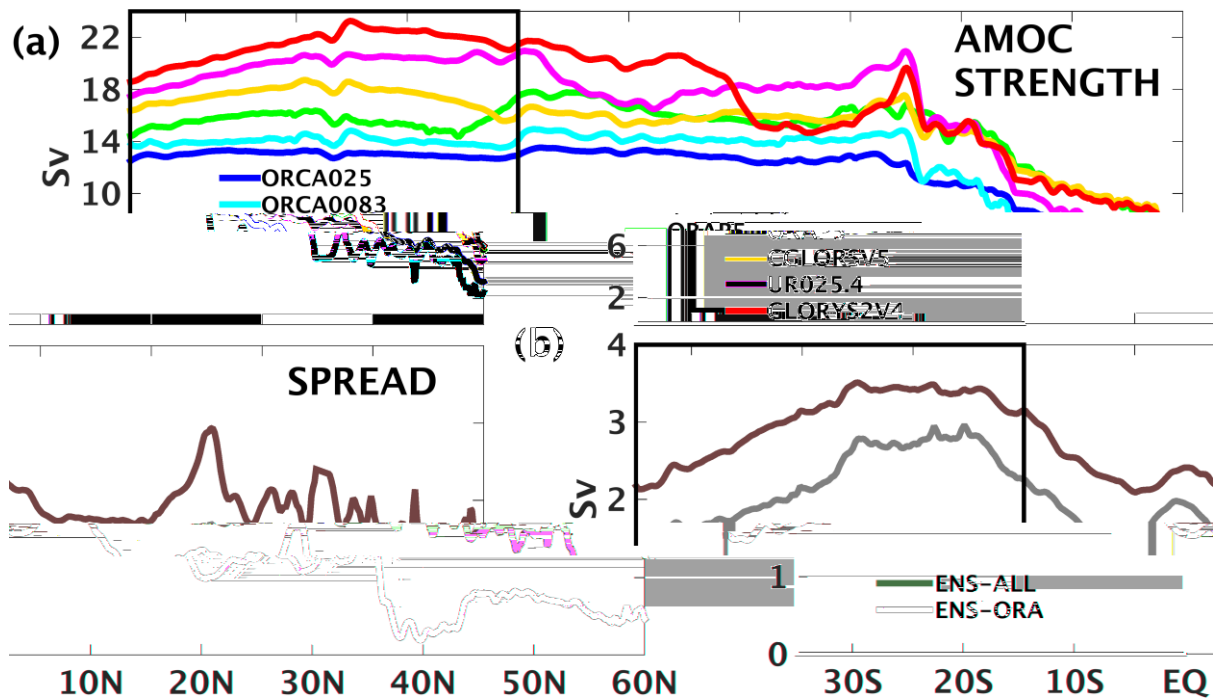 (a)
AMOC
STRENGTH
22
18
14
10
Sv
ORCA025
ORCA0083
6
CGLORSV5
2
UR025.4
GLORYS2V4
(b)
SPREAD
4
3
2
1
0
Sv
ENS-ALL
ENS-ORA
10N 20N 30N 40N 50N 60N 30S 20S 10S EQ